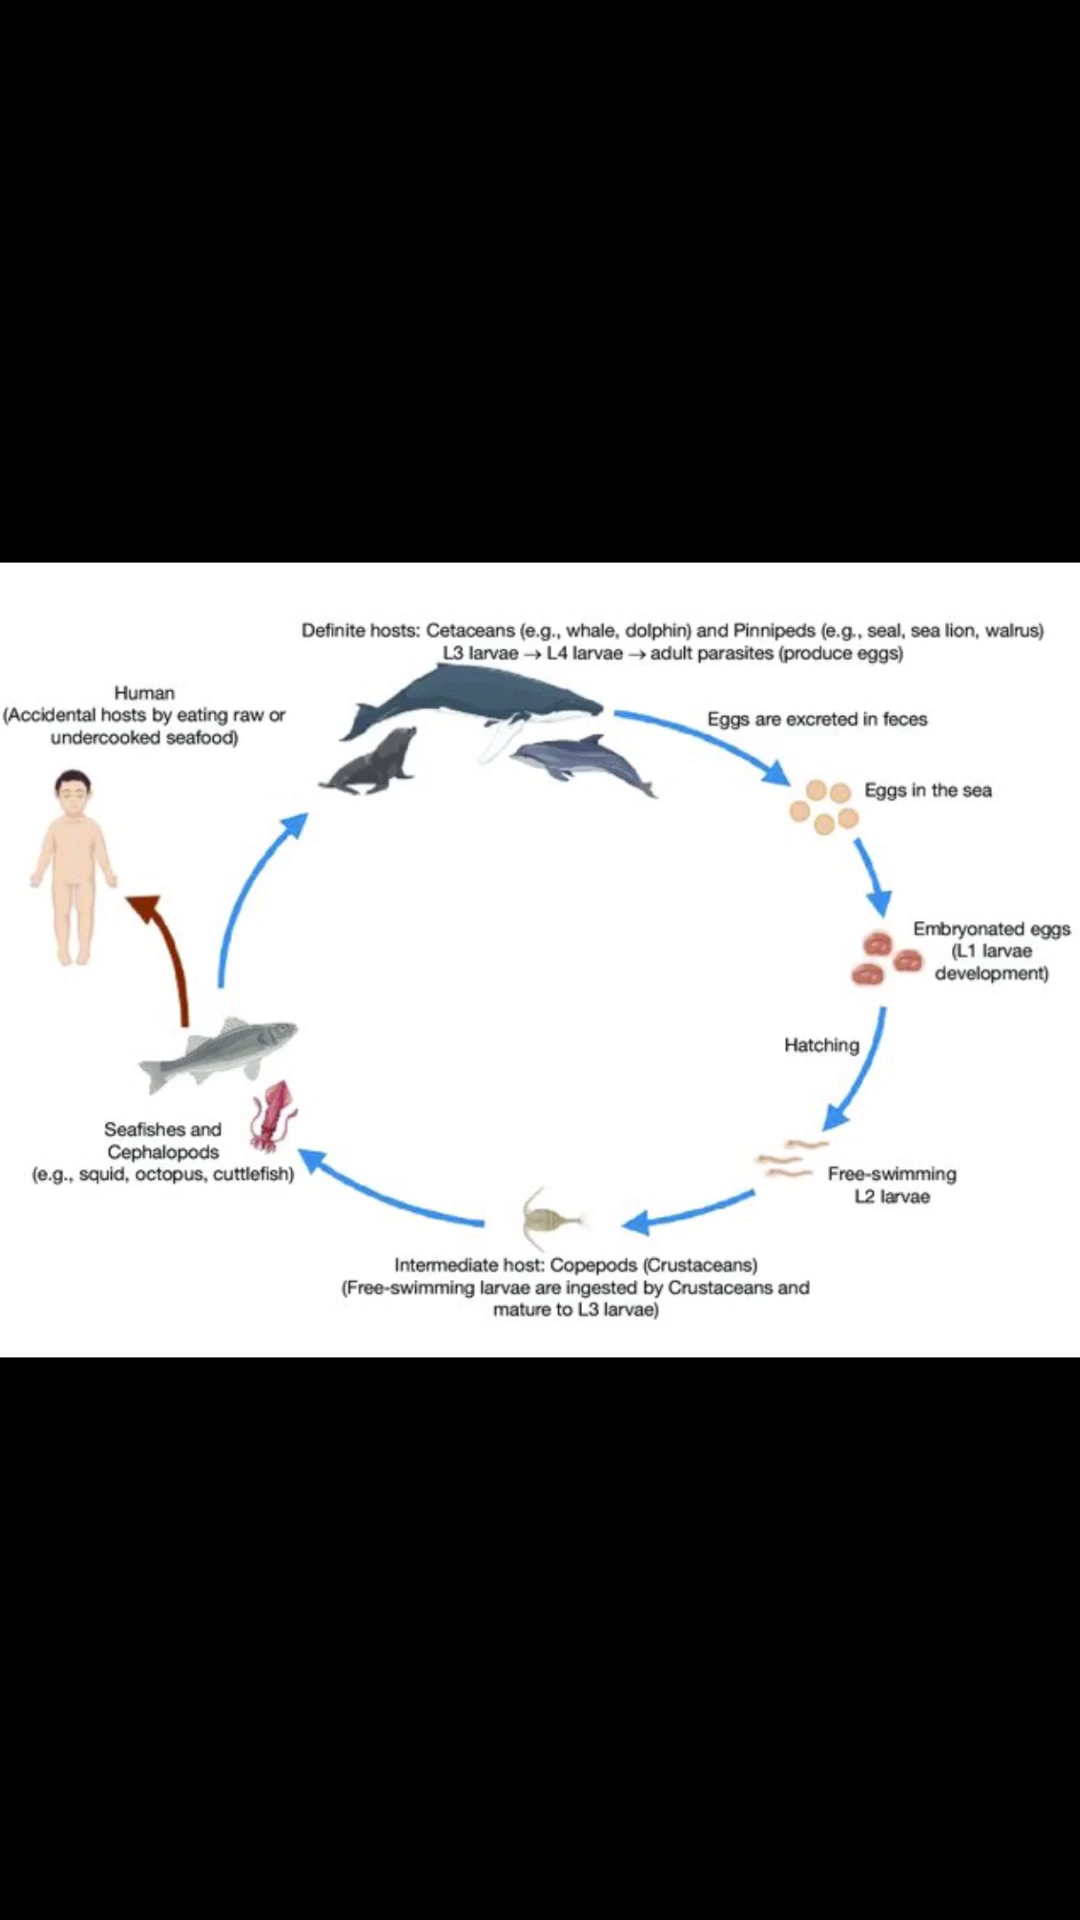 Definite hosts: Cetaceans (e.g., whale, dolphin) and Pinnipeds (e.g., seal, sea lion, walrus)
L3 larvae → L4 larvae → adult parasites (produce eggs)
Human
(Accidental hosts by eating raw or
undercooked seafood)
Eggs are excreted in feces
Eggs in the sea
Embryonated eggs
(L1 larvae
development)
Hatching
Free-swimming
L2 larvae
Seafishes and
Cephalopods
(e.g., squid, octopus, cuttlefish)
Intermediate host: Copepods (Crustaceans)
(Free-swimming larvae are ingested by Crustaceans and
mature to L3 larvae)